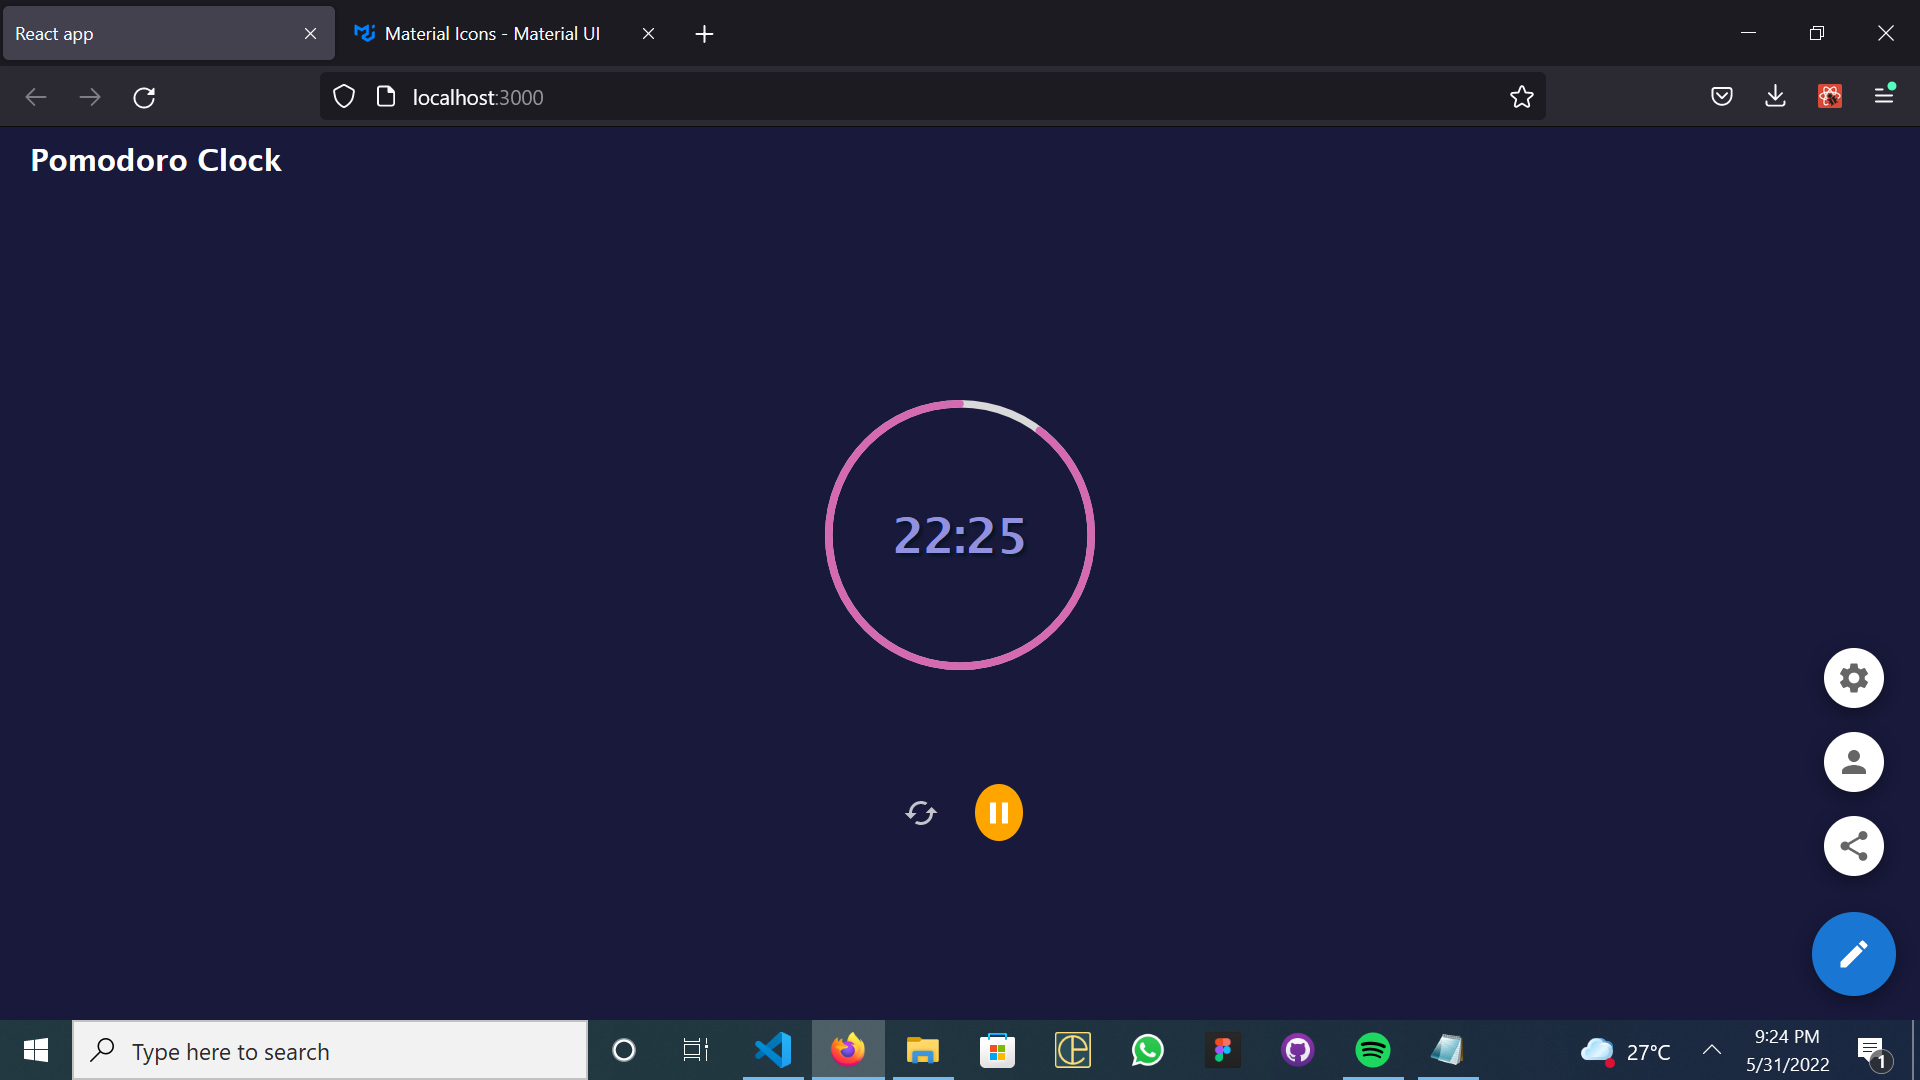 React app
Material Icons - Material UI
localhost:3000
Pomodoro Clock
22:25
Type here to search
27°C
9:24 PM
5/31/2022
1